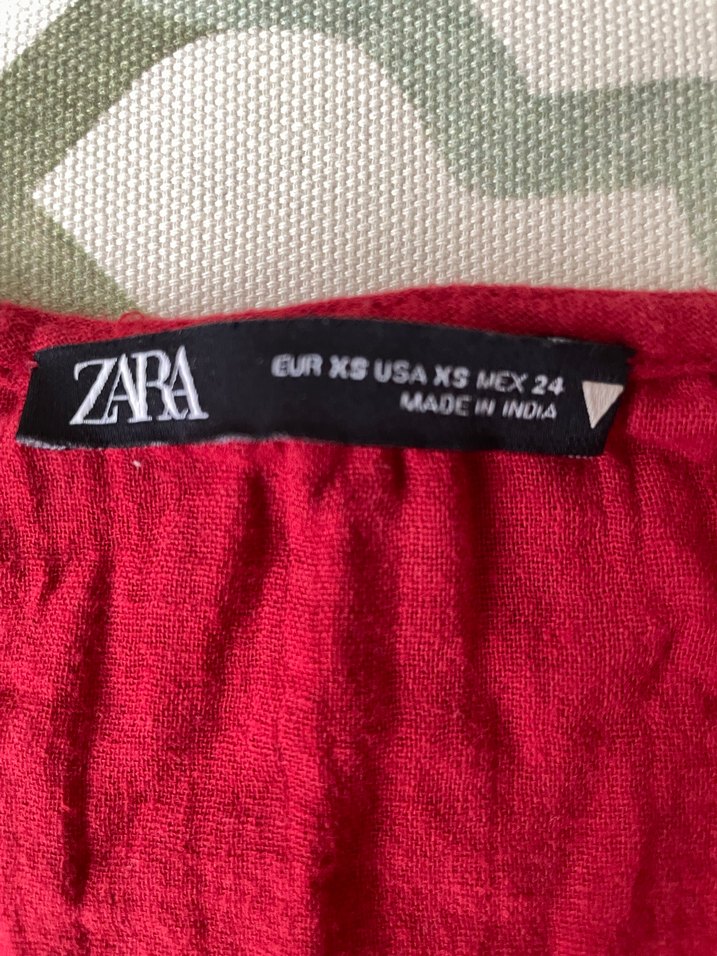 ZARA
EUR XS USA XS MEX 24
MADE IN INDIA